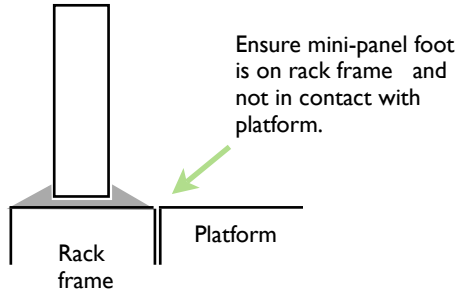 Ensure mini-panel foot
is on rack frame   and
not in contact with
platform.
Platform
Rack
frame